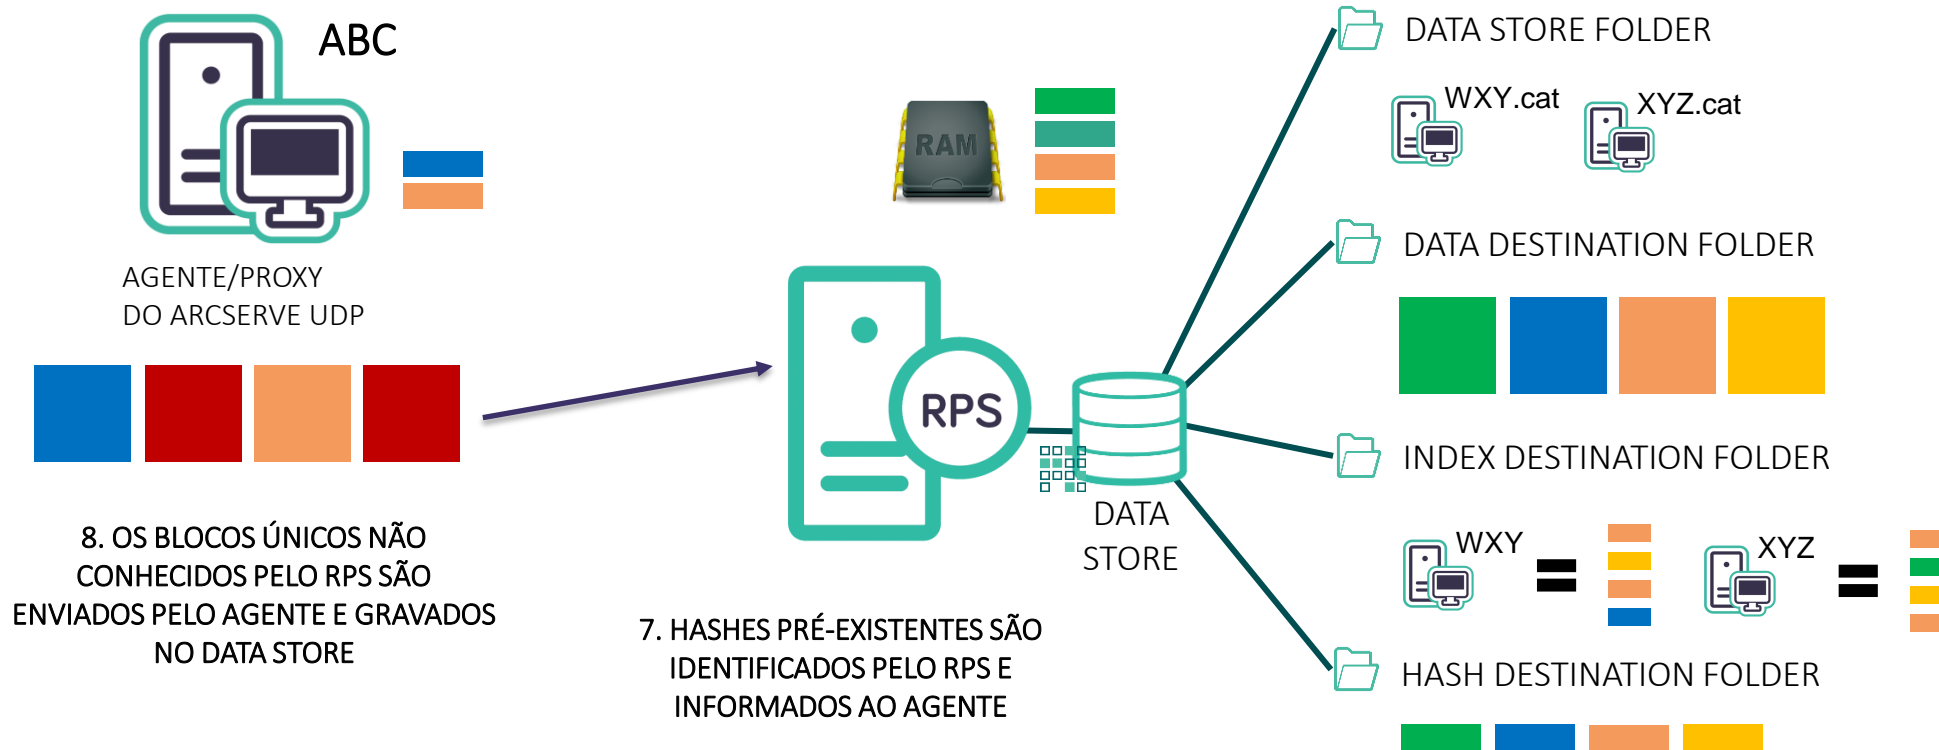 ABC
AGENTE/PROXY
DO ARCSERVE UDP
8. OS BLOCOS ÚNICOS NÃO
CONHECIDOS PELO RPS SÃO
ENVIADOS PELO AGENTE E GRAVADOS
NO DATA STORE
RAM
RPS
7. HASHES PRÉ-EXISTENTES SÃO
IDENTIFICADOS PELO RPS E
INFORMADOS AO AGENTE
DATA
STORE
DATA STORE FOLDER
WXY.cat
XYZ.cat
DATA DESTINATION FOLDER
INDEX DESTINATION FOLDER
WXY
=
XYZ
=
HASH DESTINATION FOLDER